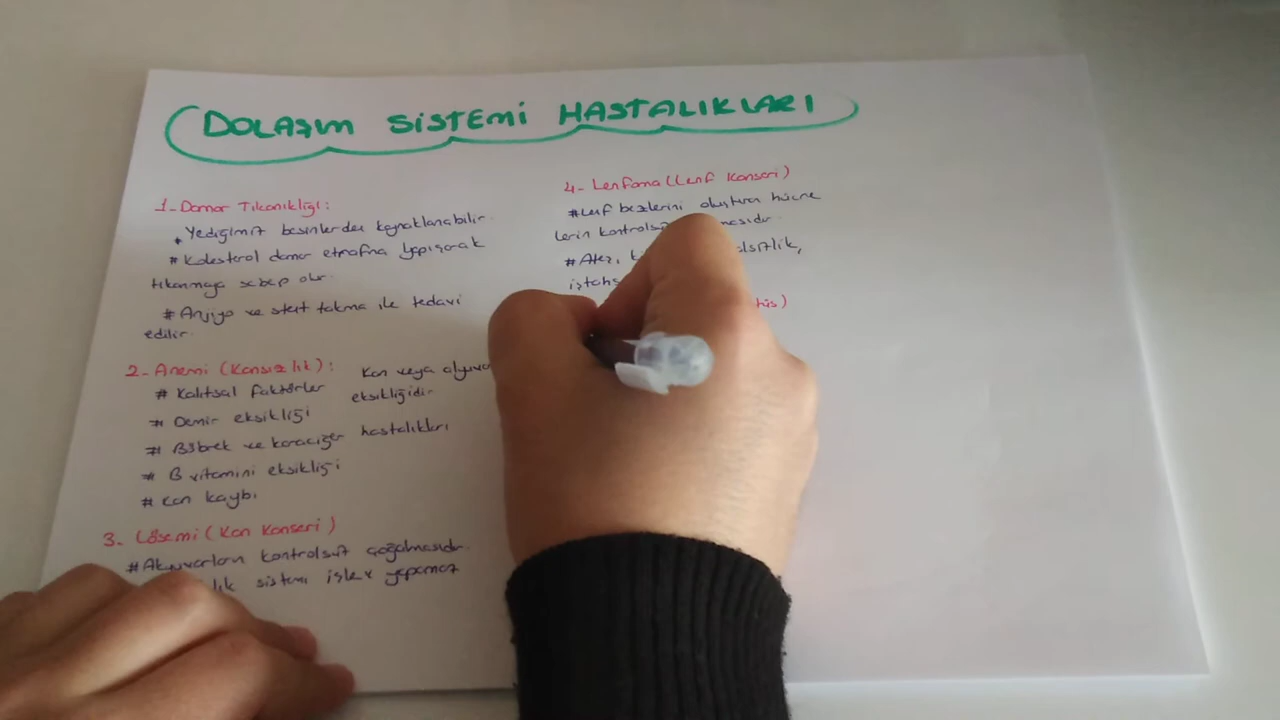 DOLAŞIM SİSTEMİ HASTALIKLARI
1-Damar Tıkanıklığı:
Yediğimiz besinlerden kaynaklanabilir.
# Kolesterol damar etrafına yapışarak
tıkanmaya sebep olur.
# Anjiyo ve stent takma ile tedavi
edilir.
2-Anemi (Kansızlık): Kan veya alyuvar
eksikliğidir
# Kalıtsal faktörler
# Demir eksikliği
# Böbrek ve karaciğer hastalıkları
# B vitamini eksikliği
# Kan kaybı
3. Lösemi (Kan Kanseri)
# Akyuvarların kontrolsüz çoğalmasıdır.
sistemi işlev yapamaz
4- Lenfoma (Lenf Kanseri)
# Lenf bezlerini oluşturan hücre
lerin
# Ateş,